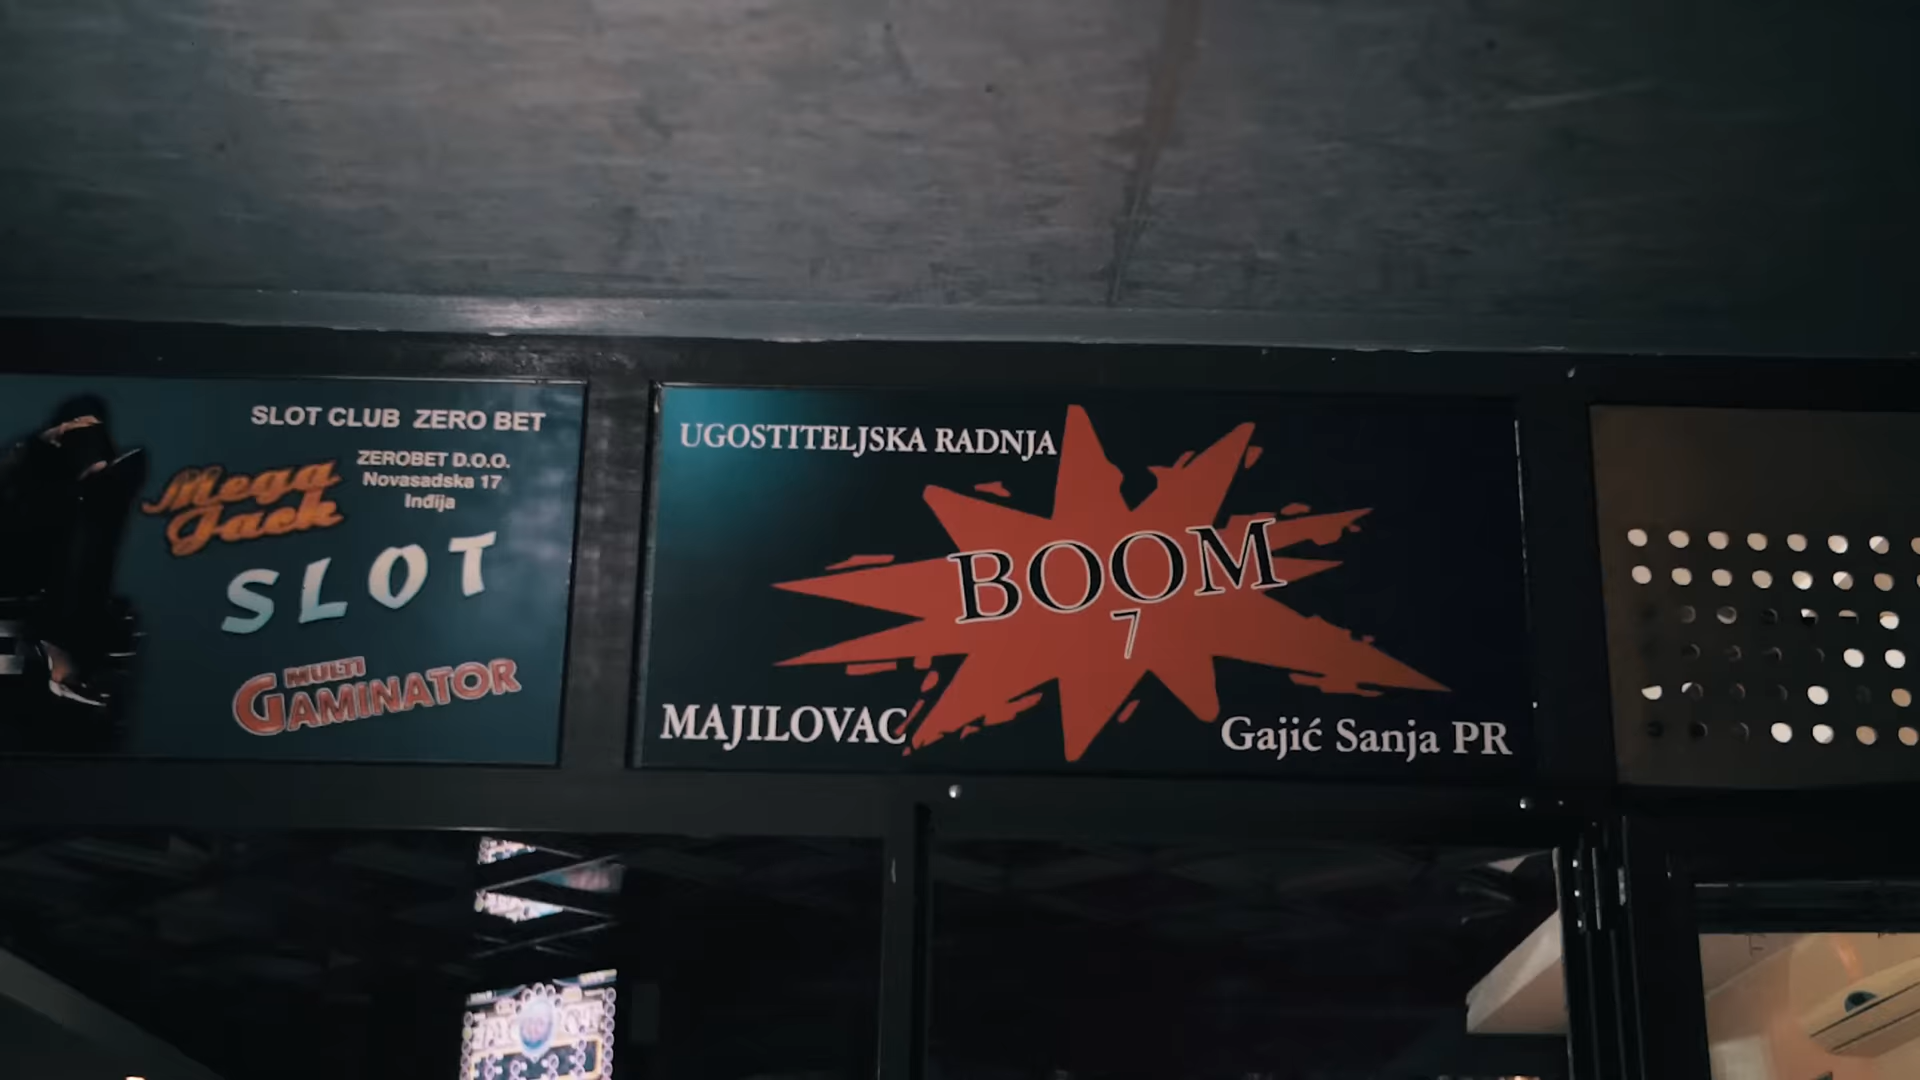 SLOT CLUB ZERO BET
ZEROBET D.O.O.
Novasadska 17
Inđija
Mega
Jack
SLOT
MULTI
GAMINATOR
UGOSTITELJSKA RADNJA
BOOM
7
MAJILOVAC
Gajić Sanja PR